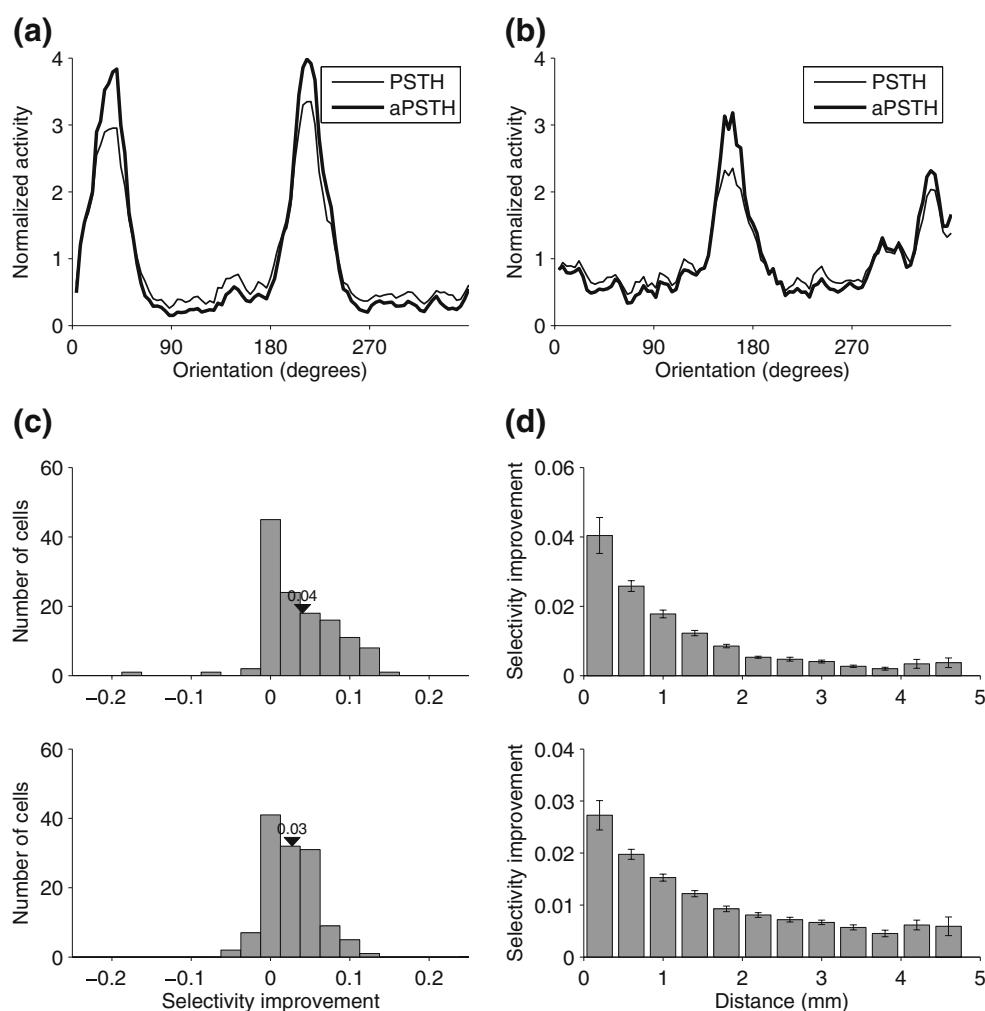 (a)
4
3
2
1
0
Normalized activity
PSTH
aPSTH
0 90 180 270
Orientation (degrees)
(b)
4
3
2
1
0
Normalized activity
PSTH
aPSTH
0 90 180 270
Orientation (degrees)
(c)
60
40
20
0
Number of cells
0.04
−0.2 −0.1 0 0.1 0.2
60
40
20
0
Number of cells
0.03
−0.2 −0.1 0 0.1 0.2
Selectivity improvement
(d)
0.06
0.04
0.02
0
Selectivity improvement
0 1 2 3 4 5
0.04
0.03
0.02
0.01
0
Selectivity improvement
0 1 2 3 4 5
Distance (mm)